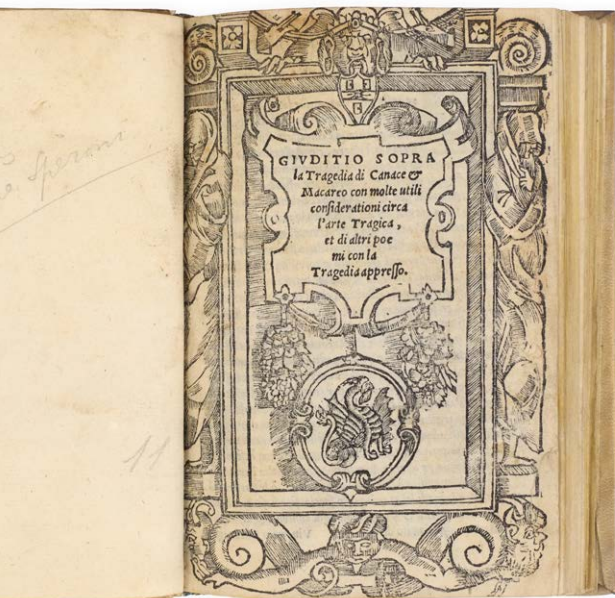 Speroni
11
GIVDITIO SOPRA
la Tragedia di Canace &
Macareo con molte utili
considerationi circa
l'arte Tragica,
et di altri poe
mi con la
Tragedia appresso.